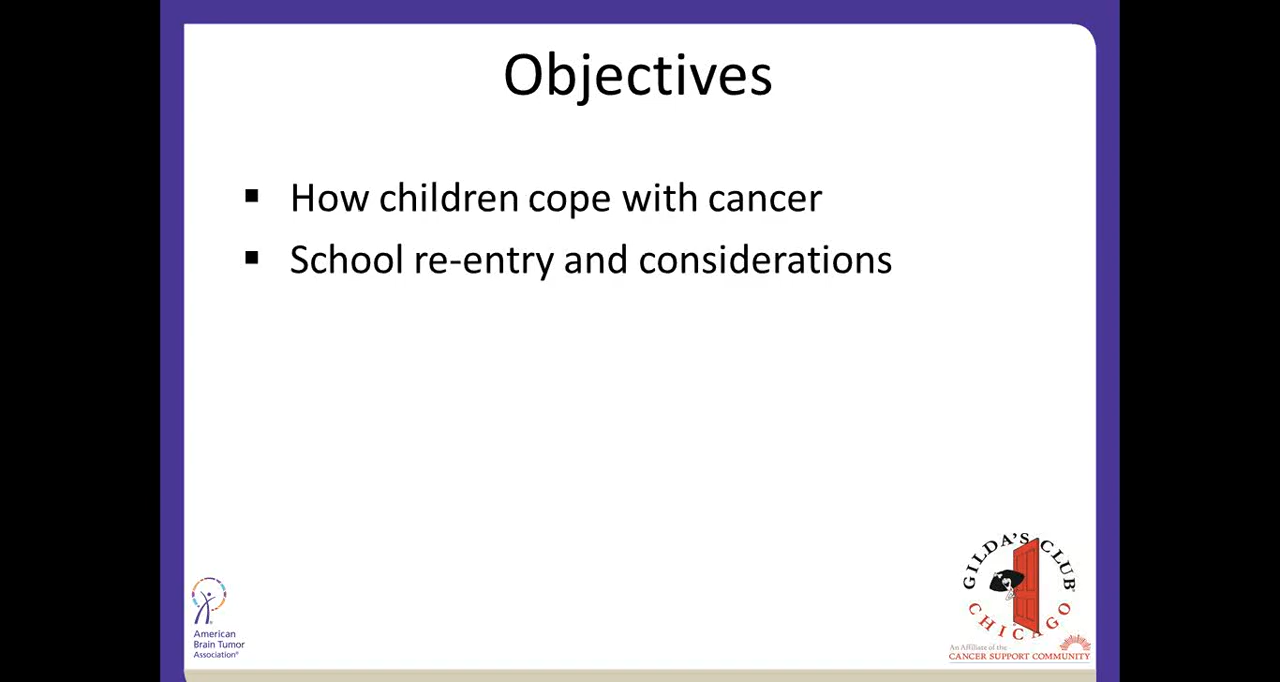 Objectives
▪ How children cope with cancer
▪ School re-entry and considerations
GILDA'S CLUB®
CHICAGO
An Affiliate of the
CANCER SUPPORT COMMUNITY
American
Brain Tumor
Association®